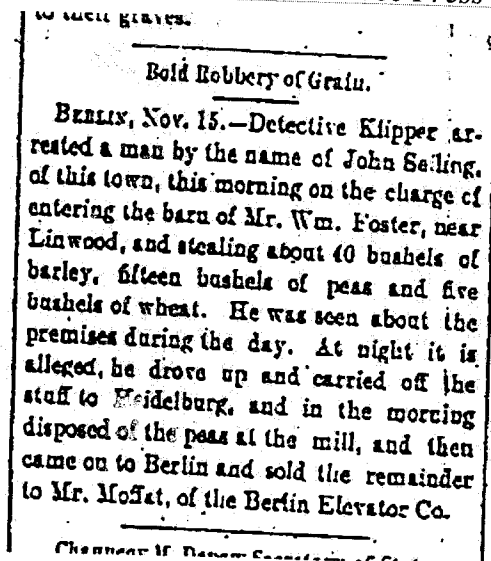 to their graves.
Bold Robbery of Grain.
BERLIN, Nov. 15.—Detective Klipper ar-
rested a man by the name of John Seiling,
of this town, this morning on the charge of
entering the barn of Mr. Wm. Foster, near
Linwood, and stealing about 40 bushels of
barley, fifteen bushels of peas and five
bushels of wheat. He was seen about the
premises during the day. At night it is
alleged, he drove up and carried off the
stuff to Heidelburg, and in the morning
disposed of the peas at the mill, and then
came on to Berlin and sold the remainder
to Mr. Moffat, of the Berlin Elevator Co.